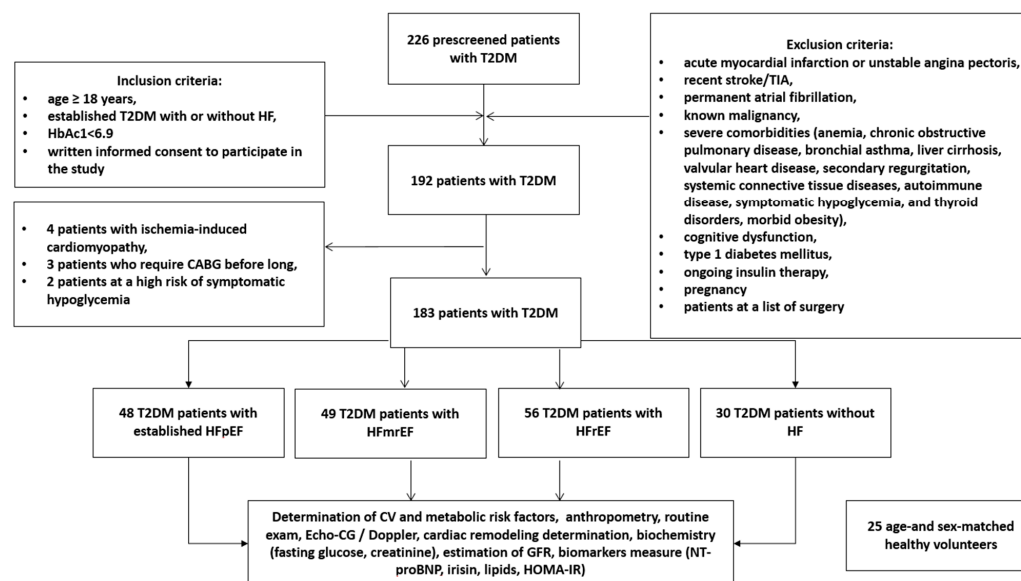 226 prescreened patients
with T2DM
Inclusion criteria:
• age ≥ 18 years,
• established T2DM with or without HF,
• HbAc1<6.9
• written informed consent to participate in
the study
Exclusion criteria:
• acute myocardial infarction or unstable angina pectoris,
• recent stroke/TIA,
• permanent atrial fibrillation,
• known malignancy,
• severe comorbidities (anemia, chronic obstructive
pulmonary disease, bronchial asthma, liver cirrhosis,
valvular heart disease, secondary regurgitation,
systemic connective tissue diseases, autoimmune
disease, symptomatic hypoglycemia, and thyroid
disorders, morbid obesity),
• cognitive dysfunction,
• type 1 diabetes mellitus,
• ongoing insulin therapy,
• pregnancy
• patients at a list of surgery
192 patients with T2DM
• 4 patients with ischemia-induced
cardiomyopathy,
• 3 patients who require CABG before long,
• 2 patients at a high risk of symptomatic
hypoglycemia
183 patients with T2DM
48 T2DM patients with
established HFpEF
49 T2DM patients with
HFmrEF
56 T2DM patients with
HFrEF
30 T2DM patients without
HF
Determination of CV and metabolic risk factors, anthropometry, routine
exam, Echo-CG / Doppler, cardiac remodeling determination, biochemistry
(fasting glucose, creatinine), estimation of GFR, biomarkers measure (NT-
proBNP, irisin, lipids, HOMA-IR)
25 age-and sex-matched
healthy volunteers